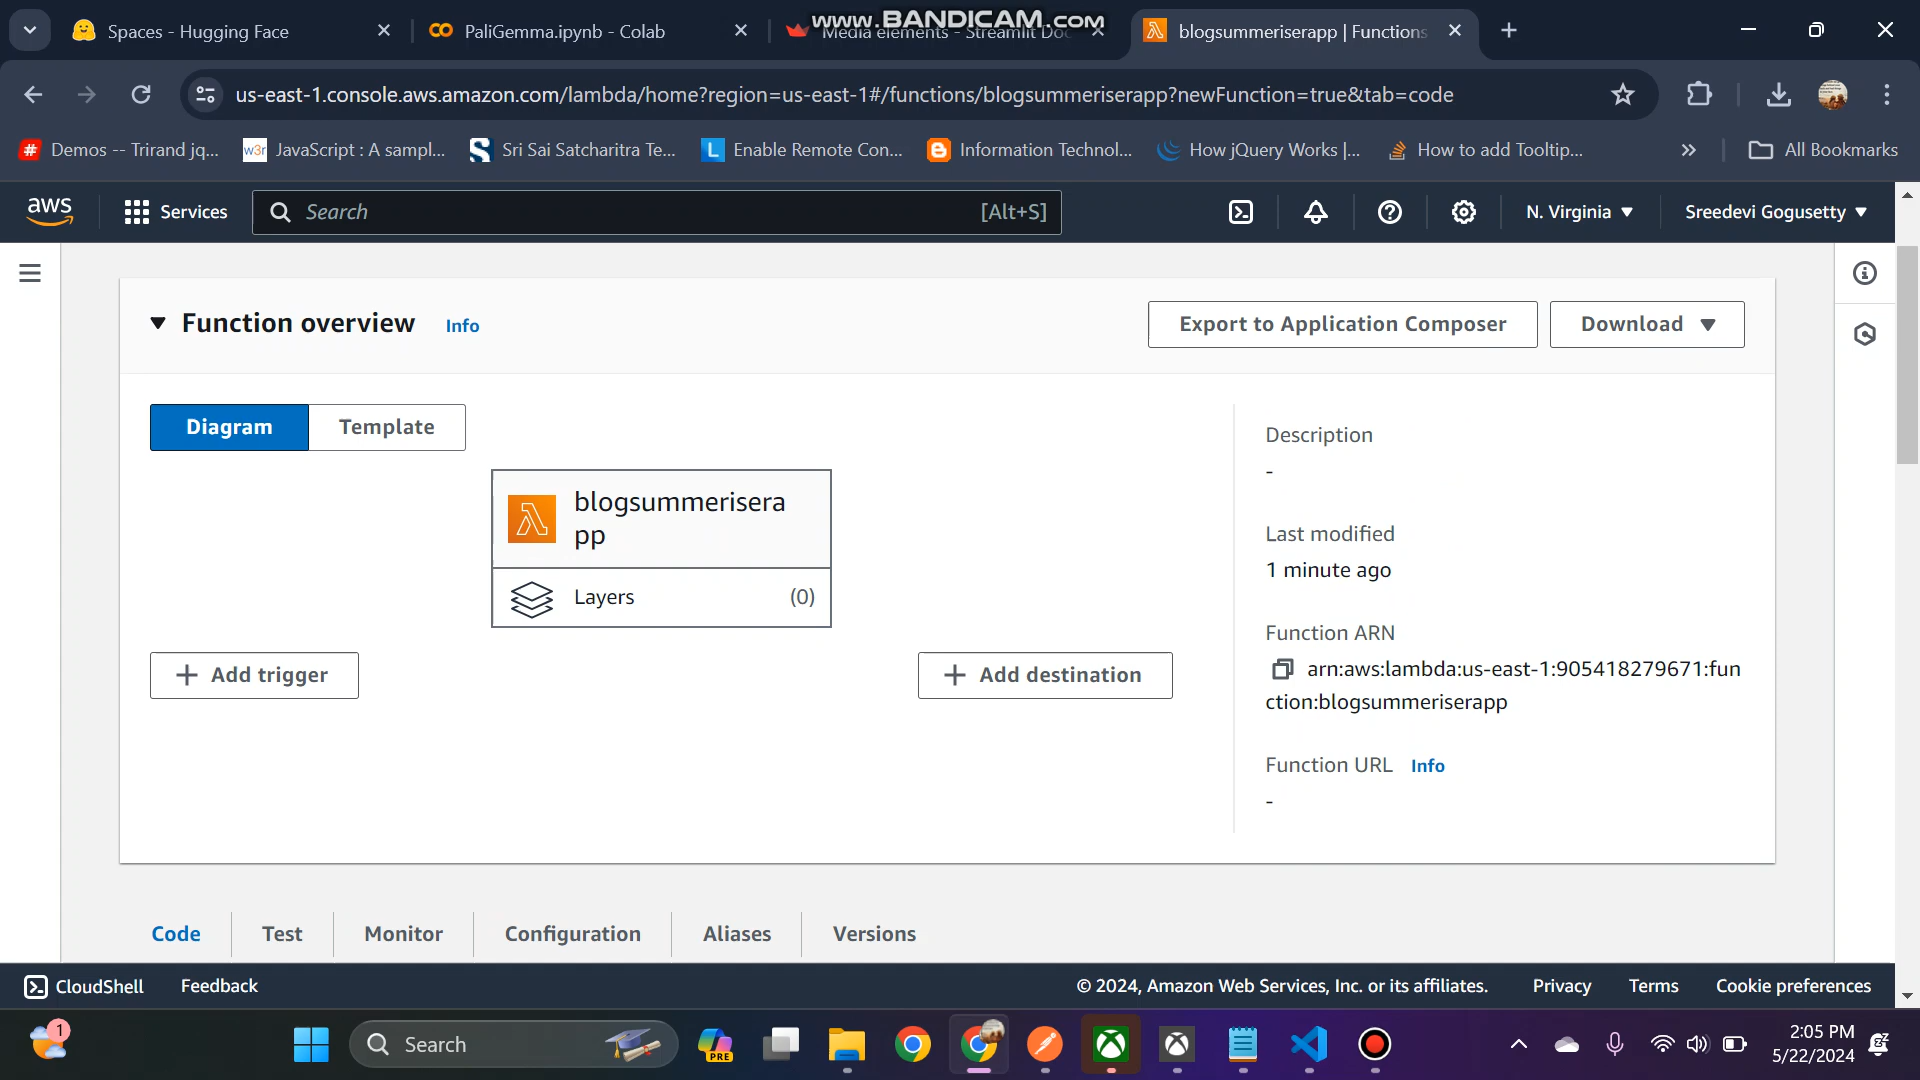 Spaces - Hugging Face
PaliGemma.ipynb - Colab
Media elements - Streamlit Doc
www.BANDICAM.com
blogsummeriserapp | Functions
us-east-1.console.aws.amazon.com/lambda/home?region=us-east-1#/functions/blogsummeriserapp?newFunction=true&tab=code
Demos -- Trirand jq...
w3r
JavaScript : A sampl...
Sri Sai Satcharitra Te...
L
Enable Remote Con...
Information Technol...
How jQuery Works |...
How to add Tooltip...
All Bookmarks
aws
Services
Search
[Alt+S]
N. Virginia
Sreedevi Gogusetty
Function overview
Info
Export to Application Composer
Download
Diagram
Template
blogsummerisera
pp
Layers
(0)
Add trigger
Add destination
Description
-
Last modified
1 minute ago
Function ARN
arn:aws:lambda:us-east-1:905418279671:fun
ction:blogsummeriserapp
Function URL
Info
-
Code
Test
Monitor
Configuration
Aliases
Versions
CloudShell
Feedback
© 2024, Amazon Web Services, Inc. or its affiliates.
Privacy
Terms
Cookie preferences
1
Search
PRE
2:05 PM
5/22/2024